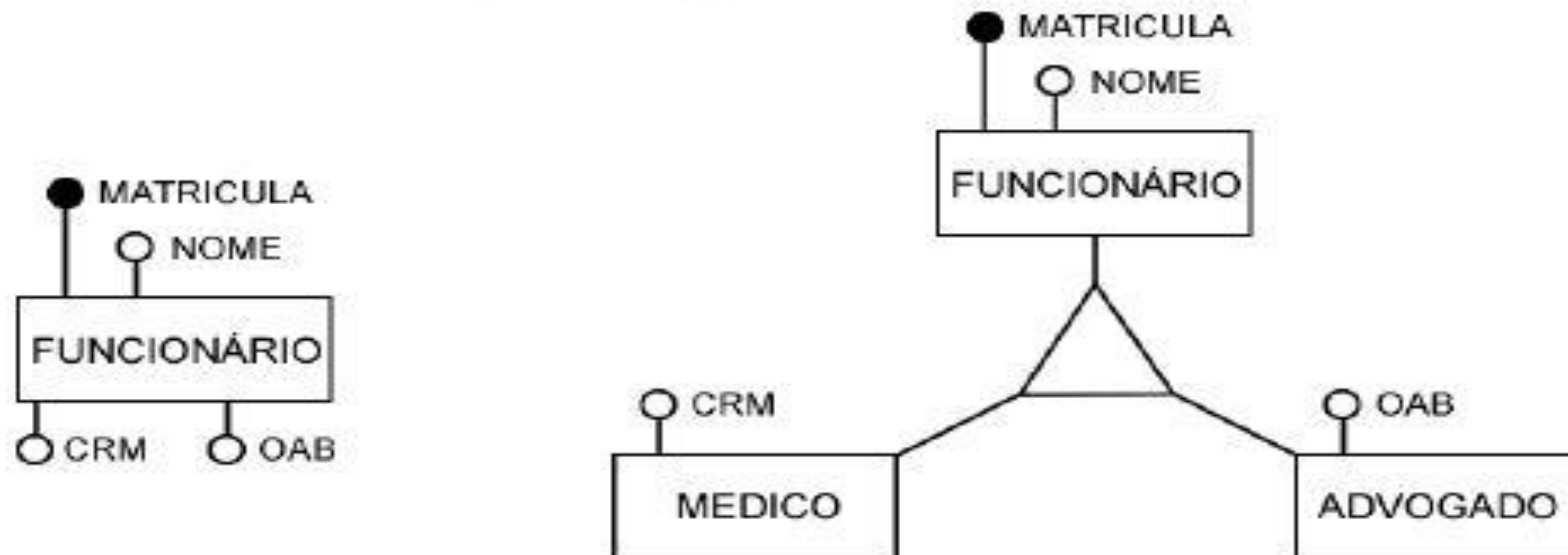 MATRICULA
NOME
FUNCIONÁRIO
CRM OAB
MATRICULA
NOME
FUNCIONÁRIO
CRM
MEDICO
OAB
ADVOGADO